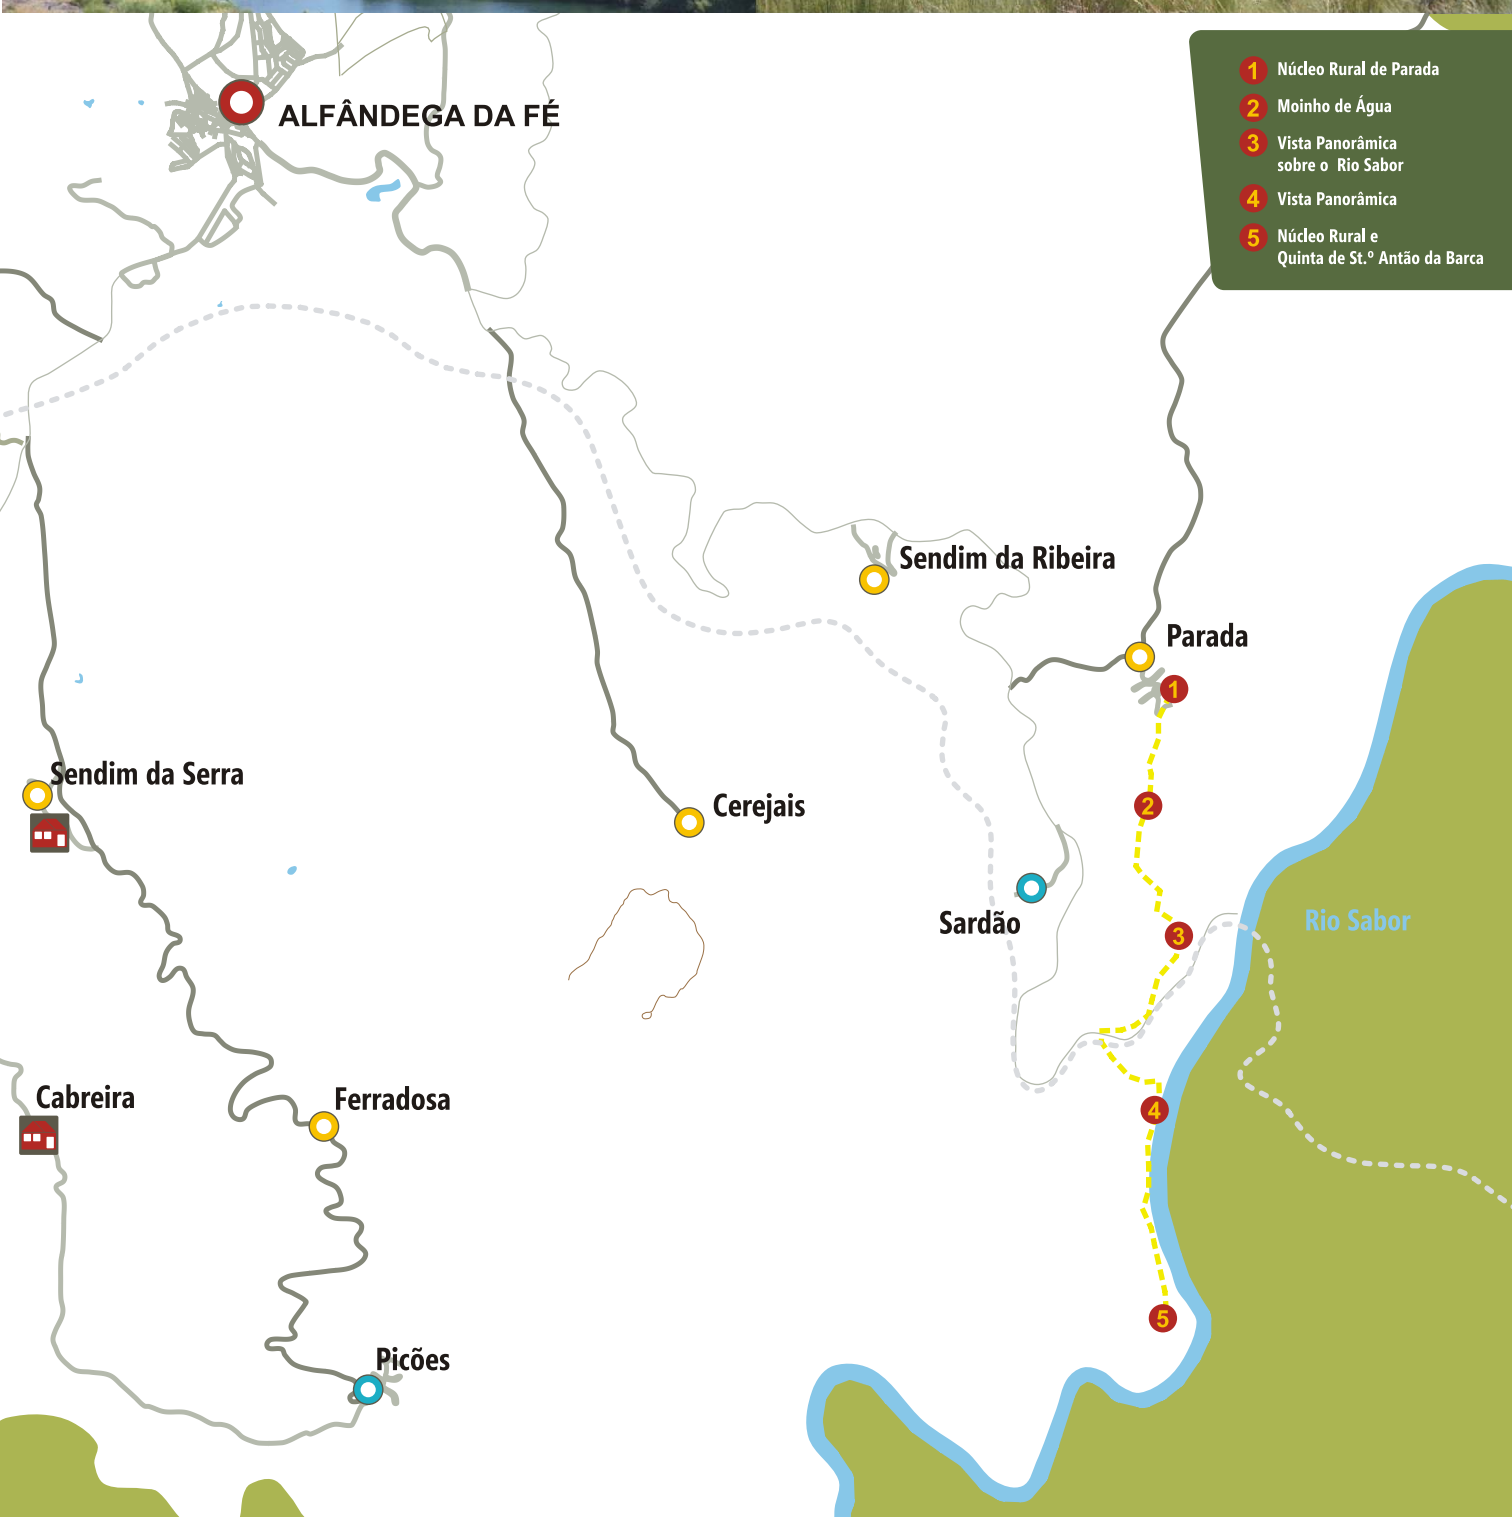 1 Núcleo Rural de Parada
2 Moinho de Água
3 Vista Panorâmica
sobre o Rio Sabor
4 Vista Panorâmica
5 Núcleo Rural e
Quinta de St.º Antão da Barca
ALFÂNDEGA DA FÉ
Sendim da Ribeira
Parada
1
Sendim da Serra
Cerejais
2
Sardão
3
Rio Sabor
Cabreira
Ferradosa
4
5
Picões